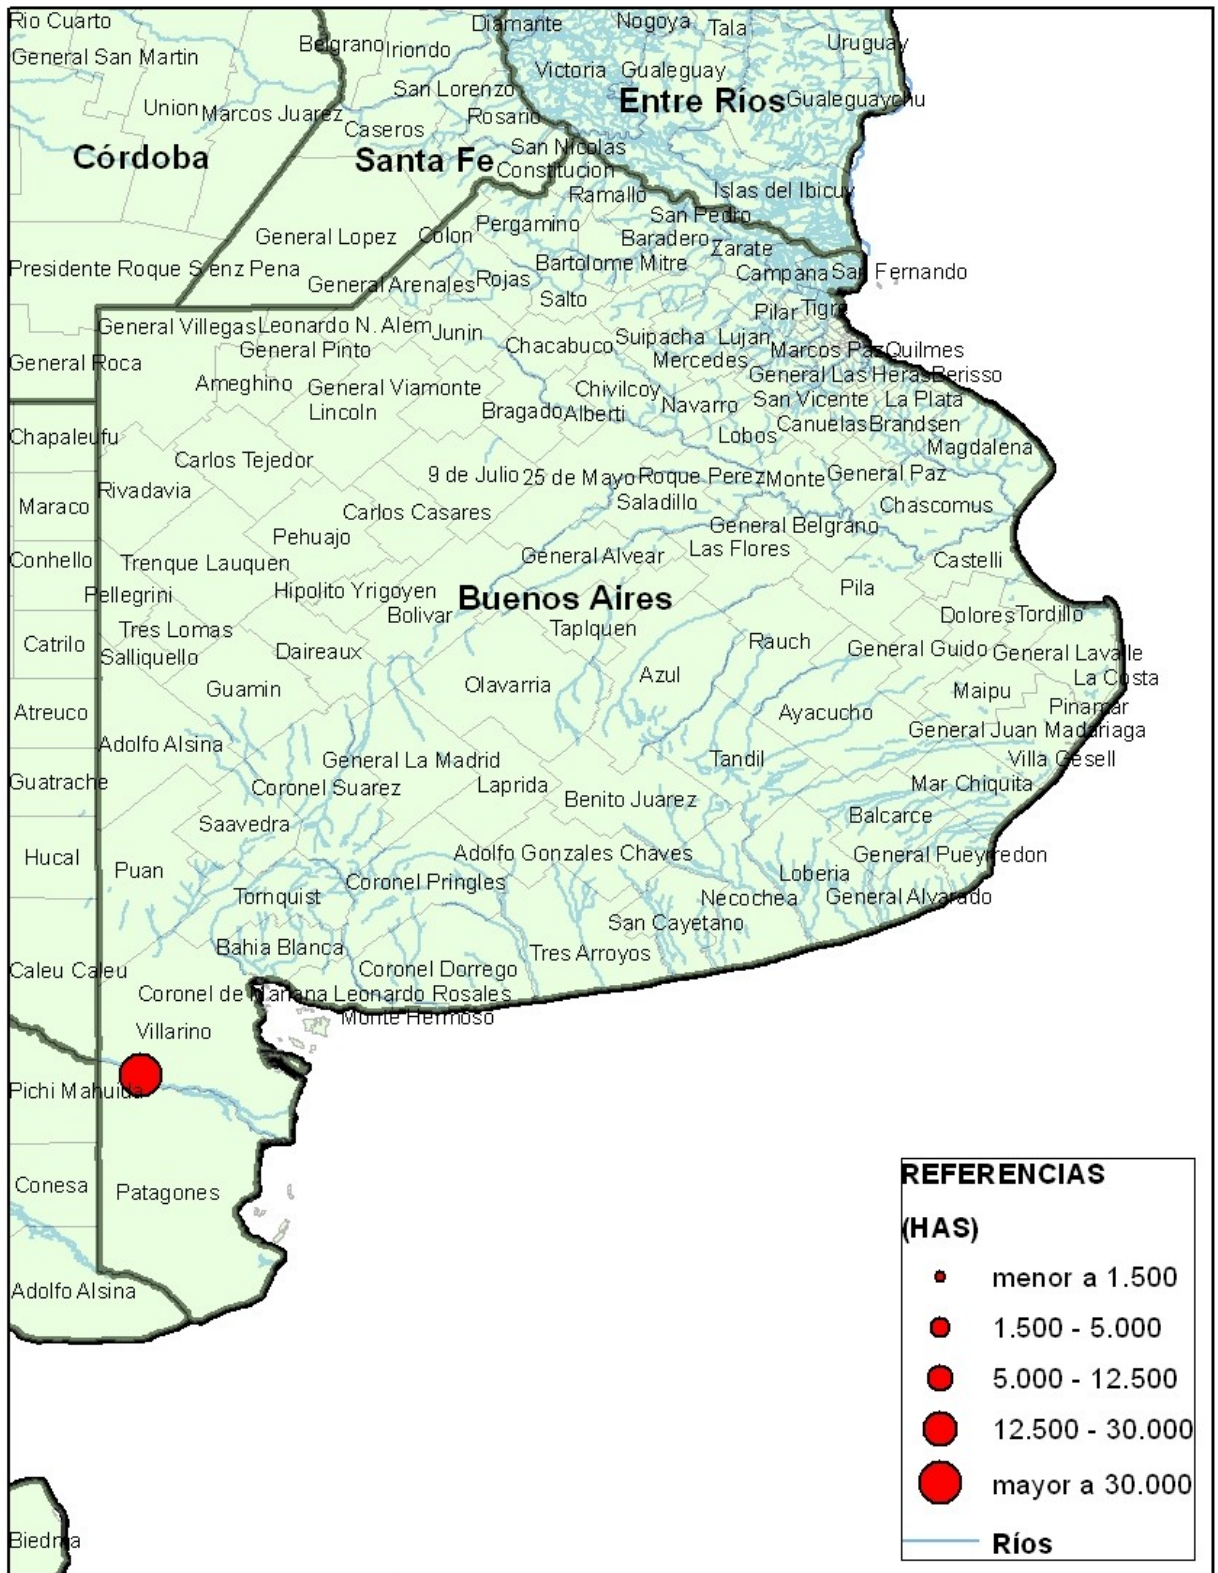 Rio Cuarto
Diamante
Nogoya
Tala
Belgrano
Iriondo
Uruguay
General San Martin
Victoria
Gualeguay
San Lorenzo
Entre Ríos
Gualeguaychu
Union
Marcos Juarez
Rosario
Caseros
San Nicolas
Córdoba
Santa Fe
Constitucion
Ramallo
Islas del Ibicuy
San Pedro
Pergamino
General Lopez
Colon
Baradero
Zarate
Bartolome Mitre
Presidente Roque S enz Pena
Campana
San Fernando
General Arenales
Rojas
Salto
Pilar
Tigre
General Villegas
Leonardo N. Alem
Junin
Suipacha
Lujan
Chacabuco
General Pinto
Marcos Paz
Quilmes
Mercedes
General Roca
General Las Heras
Berisso
Ameghino
General Viamonte
Chivilcoy
San Vicente
La Plata
Lincoln
Bragado
Alberti
Navarro
Canuelas
Brandsen
Chapaleufu
Lobos
Magdalena
Carlos Tejedor
9 de Julio
25 de Mayo
Roque Perez
Monte
General Paz
Rivadavia
Maraco
Saladillo
Chascomus
Carlos Casares
General Belgrano
Pehuajo
Las Flores
General Alvear
Conhello
Trenque Lauquen
Castelli
Pellegrini
Hipolito Yrigoyen
Buenos Aires
Pila
Bolivar
Dolores
Tordillo
Tres Lomas
Taplquen
Catrilo
Rauch
General Guido
General Lavalle
Salliquello
Daireaux
Azul
La Costa
Guamin
Olavarria
Maipu
Atreuco
Ayacucho
Pinamar
General Juan Madariaga
Adolfo Alsina
General La Madrid
Tandil
Villa Gesell
Guatrache
Coronel Suarez
Laprida
Mar Chiquita
Benito Juarez
Balcarce
Saavedra
Hucal
Adolfo Gonzales Chaves
General Pueyrredon
Puan
Coronel Pringles
Loberia
Tornquist
Necochea
General Alvarado
San Cayetano
Bahia Blanca
Tres Arroyos
Caleu Caleu
Coronel Dorrego
Coronel de Mariana Leonardo Rosales
Monte Hermoso
Villarino
Pichi Mahuida
Conesa
Patagones
Adolfo Alsina
Biedma
REFERENCIAS
(HAS)
menor a 1.500
1.500 - 5.000
5.000 - 12.500
12.500 - 30.000
mayor a 30.000
Ríos